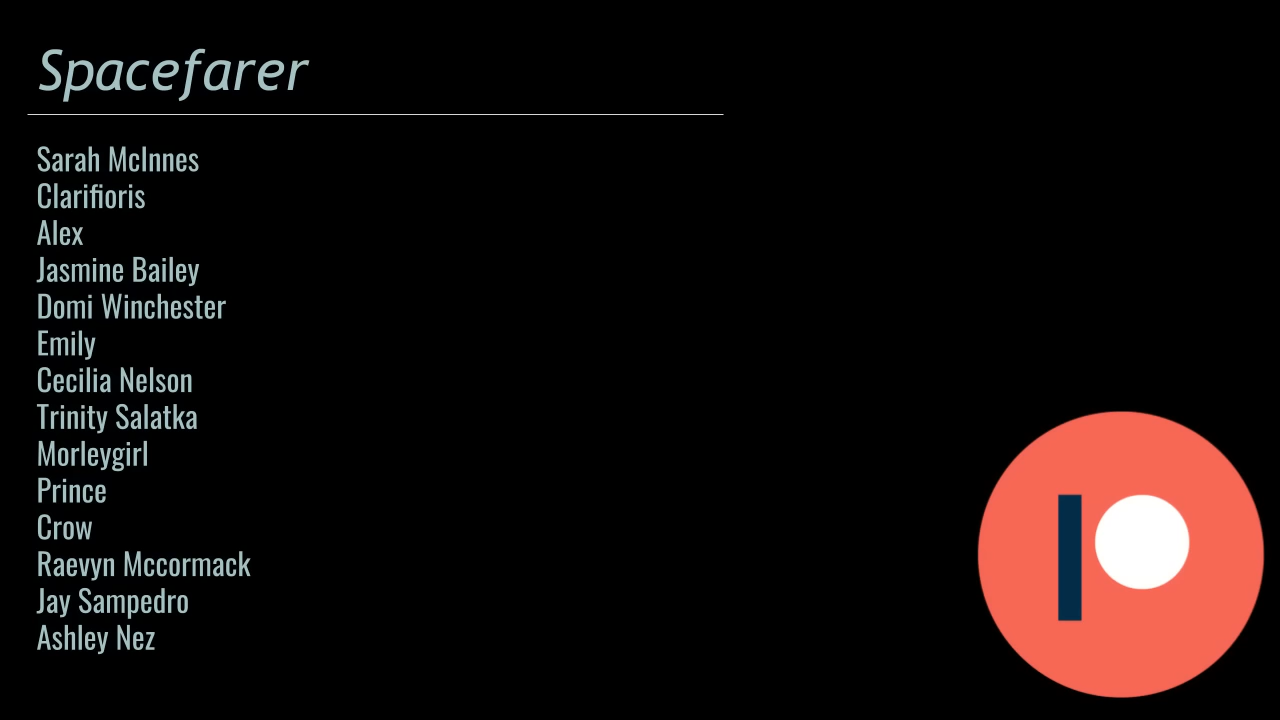 Spacefarer
Sarah McInnes
Clarifioris
Alex
Jasmine Bailey
Domi Winchester
Emily
Cecilia Nelson
Trinity Salatka
Morleygirl
Prince
Crow
Raevyn Mccormack
Jay Sampedro
Ashley Nez